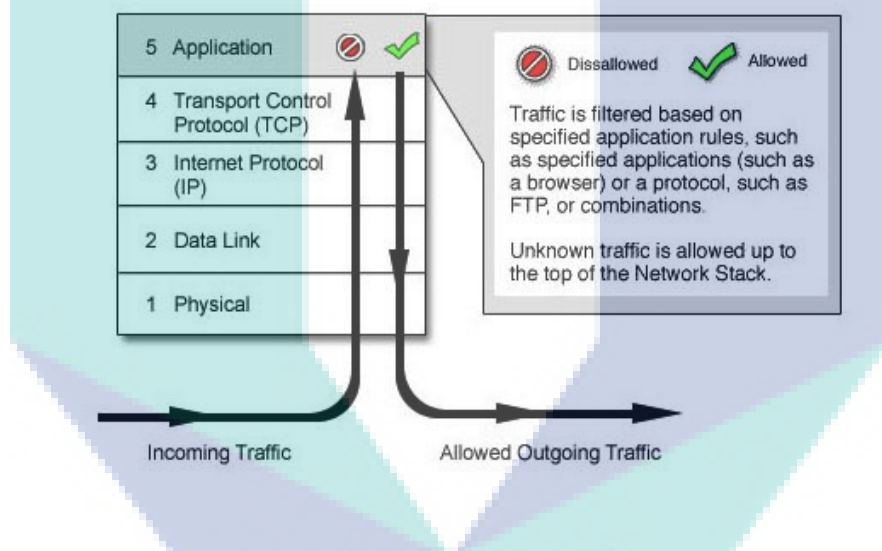 5 Application
4 Transport Control
Protocol (TCP)
3 Internet Protocol
(IP)
2 Data Link
1 Physical
Dissallowed
Allowed
Traffic is filtered based on
specified application rules, such
as specified applications (such as
a browser) or a protocol, such as
FTP, or combinations.
Unknown traffic is allowed up to
the top of the Network Stack.
Incoming Traffic
Allowed Outgoing Traffic